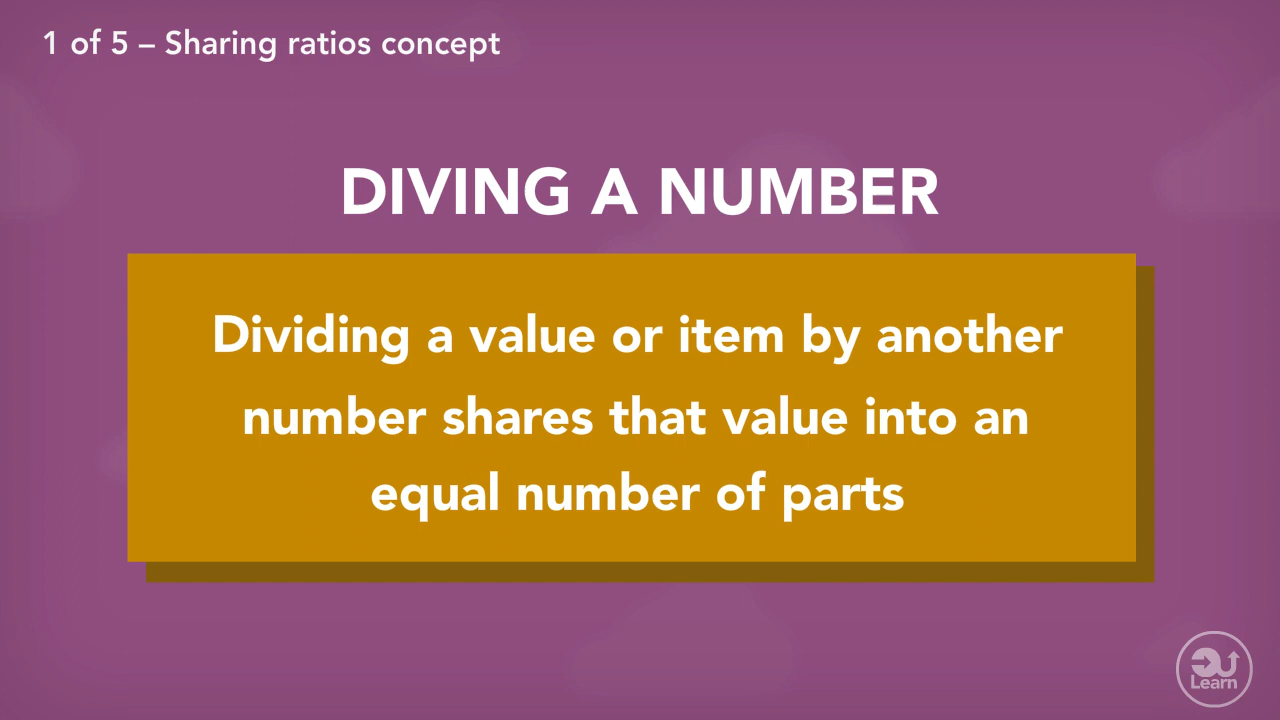 1 of 5 – Sharing ratios concept
DIVING A NUMBER
Dividing a value or item by another
number shares that value into an
equal number of parts
Learn